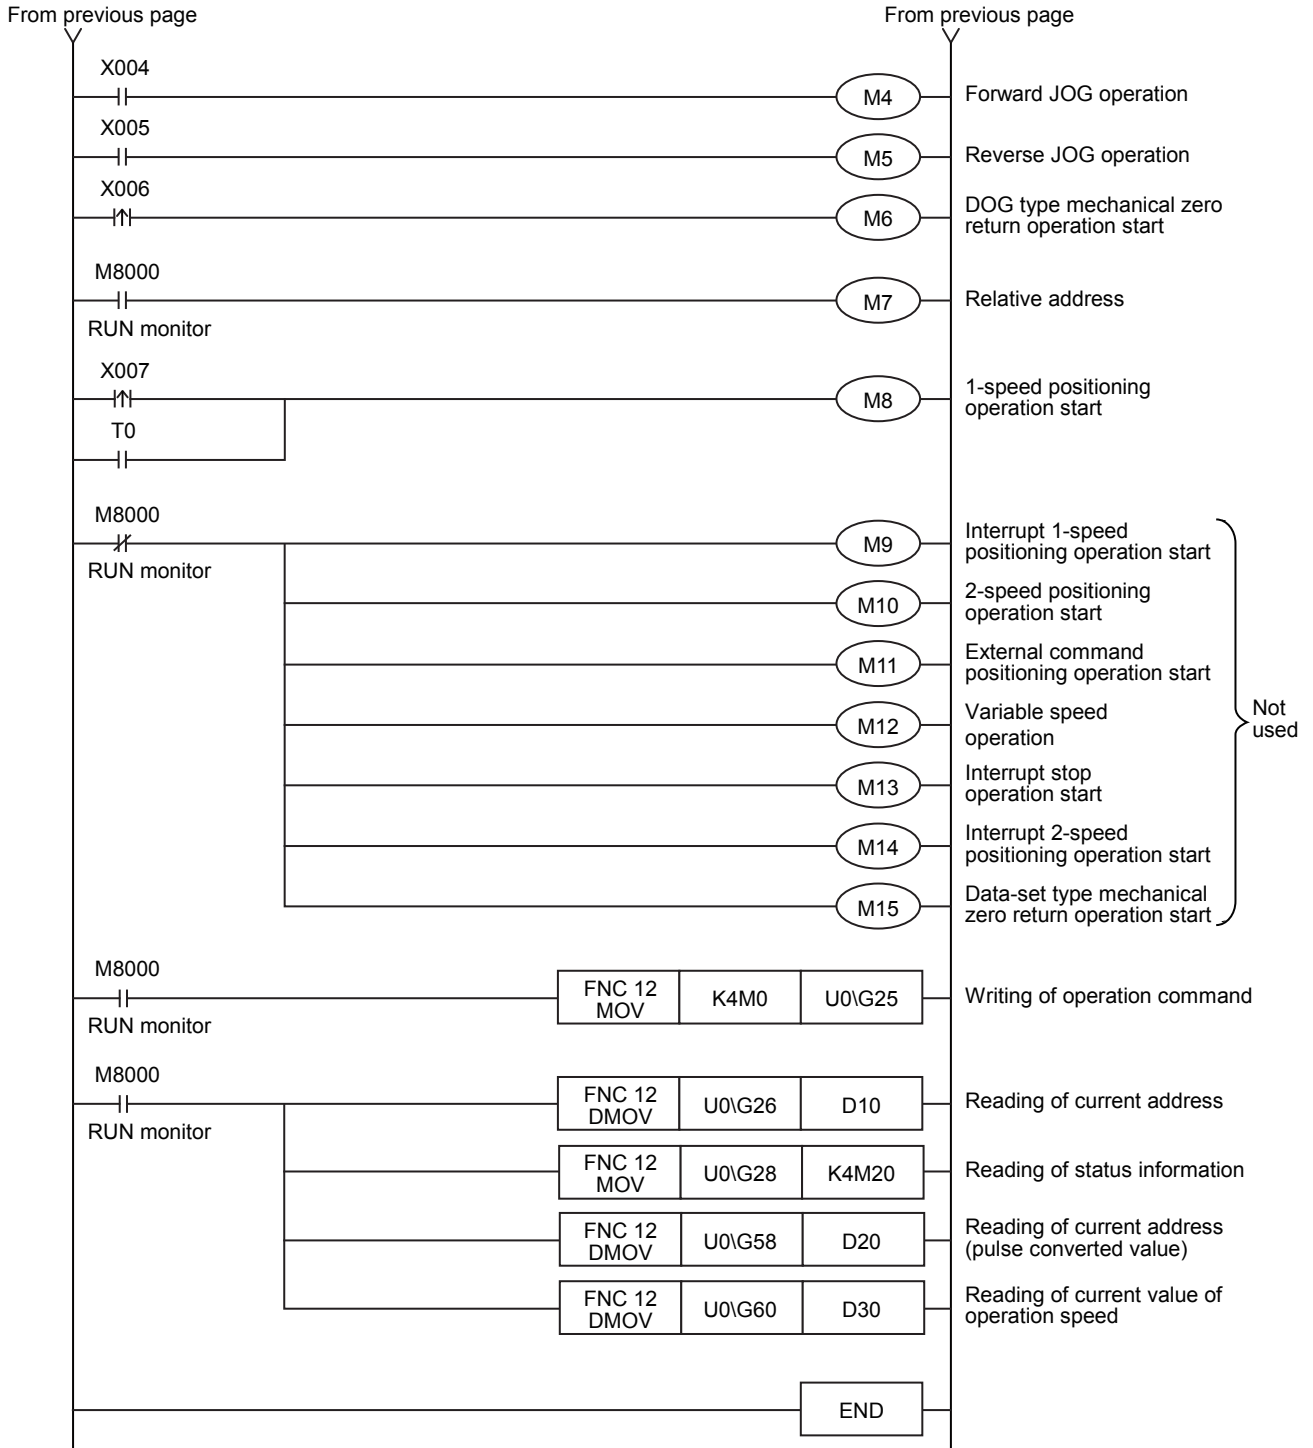 From previous page
From previous page
X004
M4
Forward JOG operation
X005
M5
Reverse JOG operation
X006
M6
DOG type mechanical zero
return operation start
M8000
M7
Relative address
RUN monitor
X007
M8
1-speed positioning
operation start
T0
M8000
M9
Interrupt 1-speed
positioning operation start
RUN monitor
M10
2-speed positioning
operation start
M11
External command
positioning operation start
M12
Variable speed
operation
Not
used
M13
Interrupt stop
operation start
M14
Interrupt 2-speed
positioning operation start
M15
Data-set type mechanical
zero return operation start
M8000
FNC 12
MOV
K4M0
U0\G25
Writing of operation command
RUN monitor
M8000
FNC 12
DMOV
U0\G26
D10
Reading of current address
RUN monitor
FNC 12
MOV
U0\G28
K4M20
Reading of status information
FNC 12
DMOV
U0\G58
D20
Reading of current address
(pulse converted value)
FNC 12
DMOV
U0\G60
D30
Reading of current value of
operation speed
END